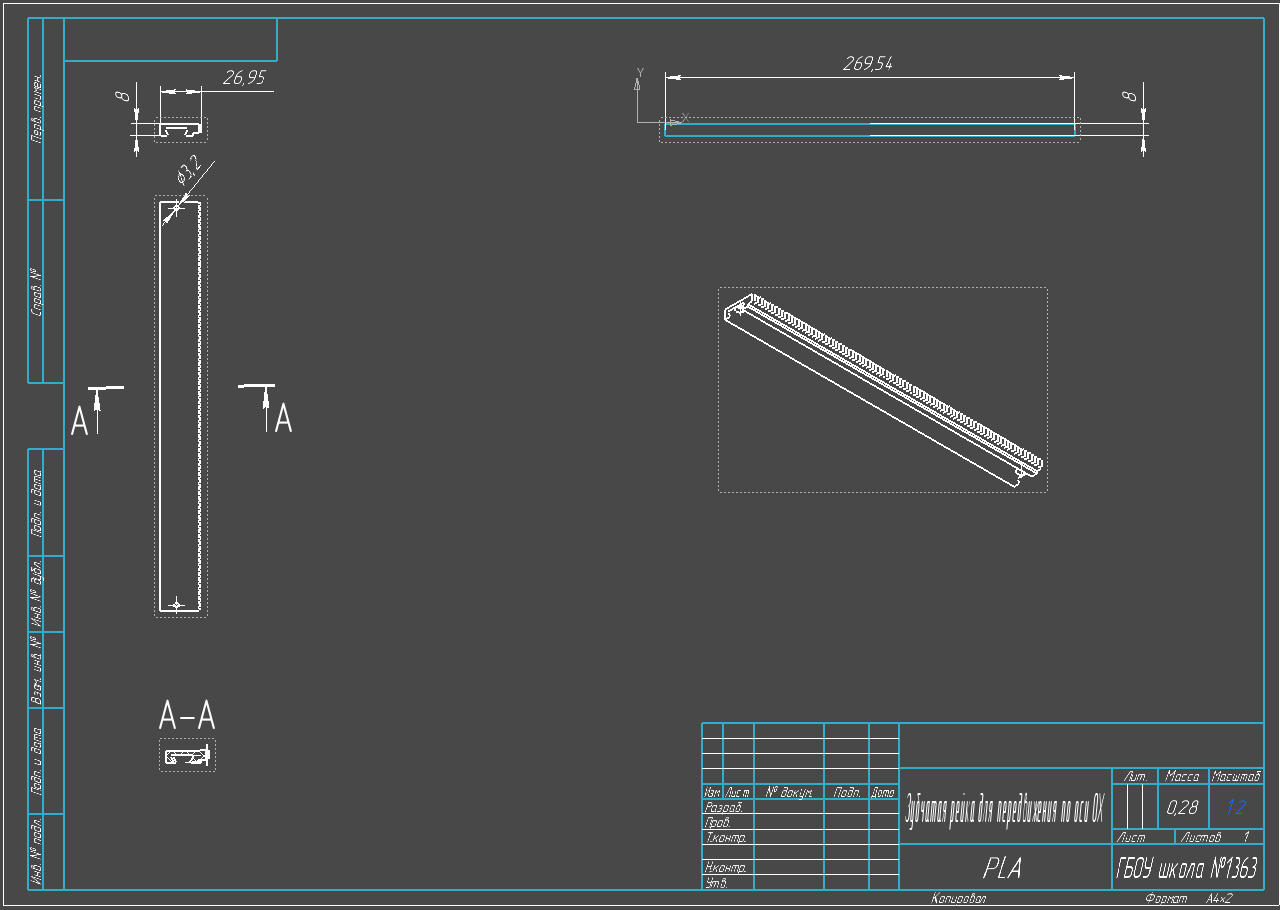 26,95
8
269,54
8
Y
X
⌀3,2
Перв. примен.
Справ. №
А
А
А-А
Подп. и дата
Инв. № дубл.
Взам. инв. №
Подп. и дата
Инв. № подл.
Изм Лист № докум. Подп. Дата
Разраб.
Пров.
Т.контр.
Н.контр.
Утв.
Зубчатая рейка для передвижения по оси ОХ
Лит. Масса Масштаб
0,28 1:2
Лист Листов 1
PLA
ГБОУ школа №1363
Копировал Формат А4х2